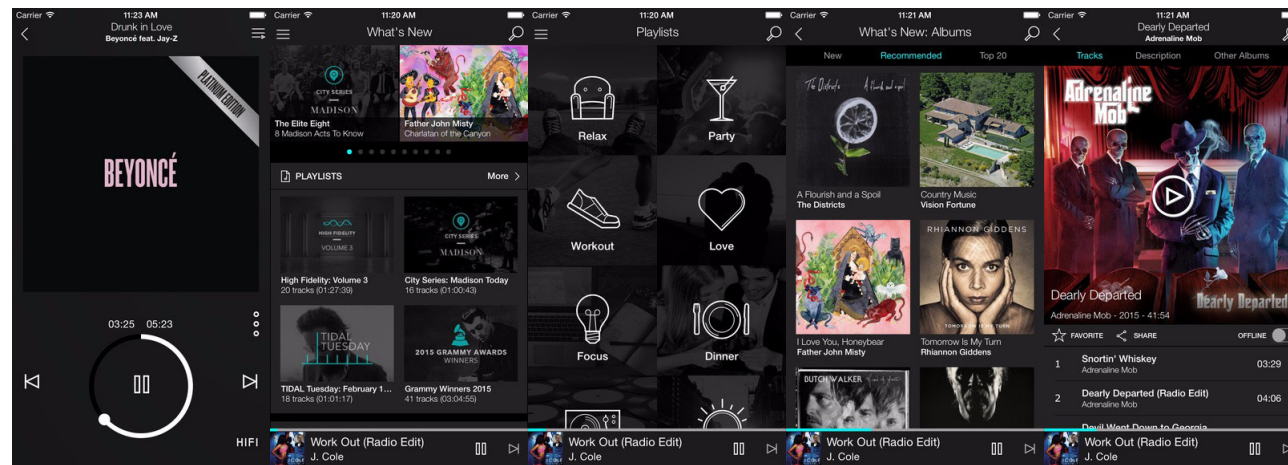 Carrier 11:23 AM
Drunk in Love
Beyoncé feat. Jay-Z
PLATINUM EDITION
BEYONCÉ
03:25 05:23
HIFI
Carrier 11:20 AM
What's New
CITY SERIES
MADISON
The Elite Eight
8 Madison Acts To Know
Father John Misty
Charlatan of the Canyon
PLAYLISTS More
HIGH FIDELITY
VOLUME 3
CITY SERIES
MADISON
High Fidelity: Volume 3
20 tracks (01:27:39)
City Series: Madison Today
16 tracks (01:00:43)
TIDAL
TUESDAY
2015 GRAMMY AWARDS
WINNERS
TIDAL Tuesday: February 1...
18 tracks (01:01:17)
Grammy Winners 2015
41 tracks (03:04:55)
Work Out (Radio Edit)
J. Cole
Carrier 11:20 AM
Playlists
Relax
Party
Workout
Love
Focus
Dinner
Work Out (Radio Edit)
J. Cole
Carrier 11:21 AM
What's New: Albums
New Recommended Top 20
The Districts A Flourish and a Spoil
A Flourish and a Spoil
The Districts
Country Music
Vision Fortune
RHIANNON GIDDENS
TOMORROW IS MY TURN
I Love You, Honeybear
Father John Misty
Tomorrow Is My Turn
Rhiannon Giddens
BUTCH WALKER
Work Out (Radio Edit)
J. Cole
Carrier 11:21 AM
Dearly Departed
Adrenaline Mob
Tracks Description Other Albums
Adrenaline
Mob
Dearly Departed
Dearly Departed
Adrenaline Mob - 2015 - 41:54
FAVORITE SHARE OFFLINE
1 Snortin' Whiskey 03:29
Adrenaline Mob
2 Dearly Departed (Radio Edit) 04:06
Adrenaline Mob
Devil Went Down to Georgia
Work Out (Radio Edit)
J. Cole